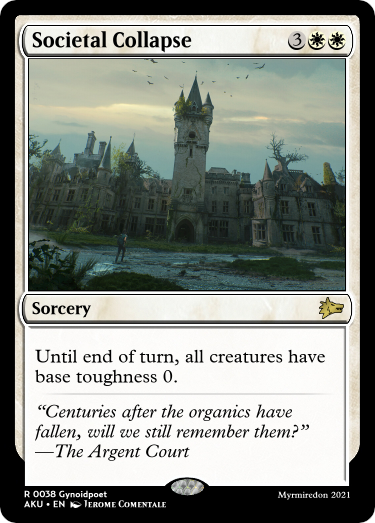 Societal Collapse 3
Sorcery
Until end of turn, all creatures have
base toughness 0.
“Centuries after the organics have
fallen, will we still remember them?”
—The Argent Court
R 0038 Gynoidpoet
Myrmiredon 2021
AKU • EN Jerome Comentale